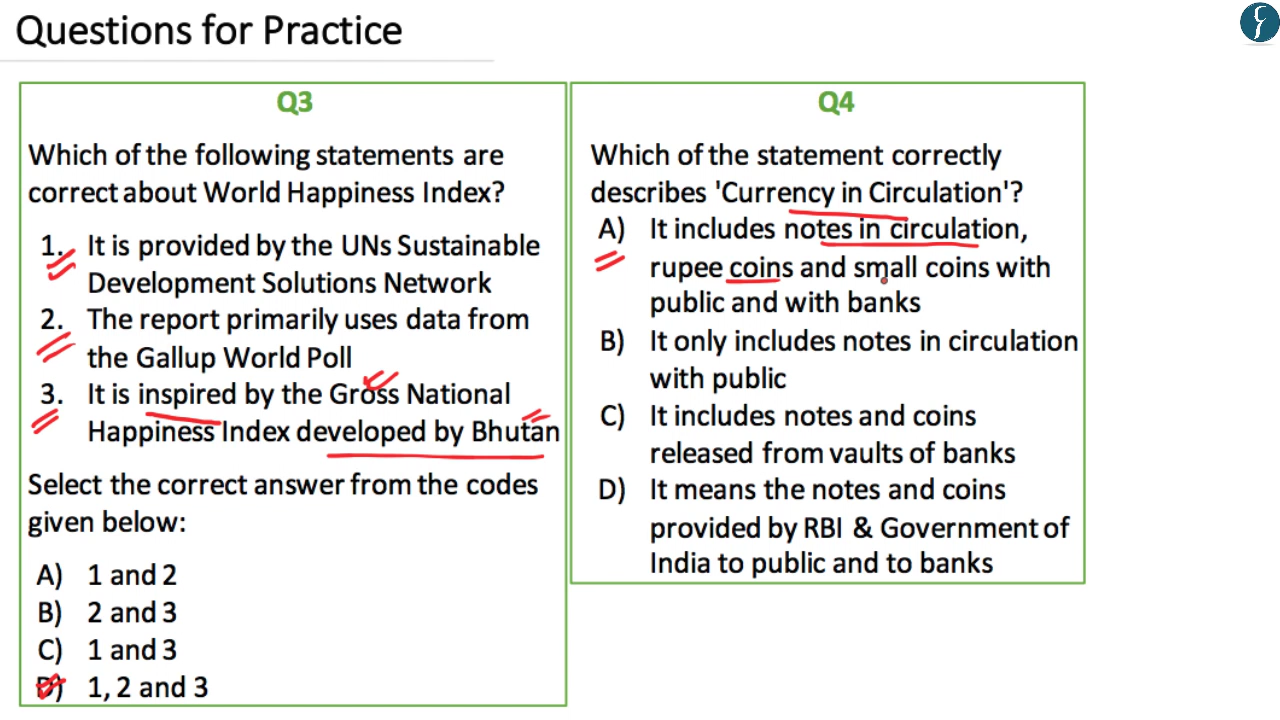 Questions for Practice
Q3
Which of the following statements are
correct about World Happiness Index?
1. It is provided by the UNs Sustainable
Development Solutions Network
2. The report primarily uses data from
the Gallup World Poll
3. It is inspired by the Gross National
Happiness Index developed by Bhutan
Select the correct answer from the codes
given below:
A) 1 and 2
B) 2 and 3
C) 1 and 3
D) 1, 2 and 3
Q4
Which of the statement correctly
describes 'Currency in Circulation'?
A) It includes notes in circulation,
rupee coins and small coins with
public and with banks
B) It only includes notes in circulation
with public
C) It includes notes and coins
released from vaults of banks
D) It means the notes and coins
provided by RBI & Government of
India to public and to banks